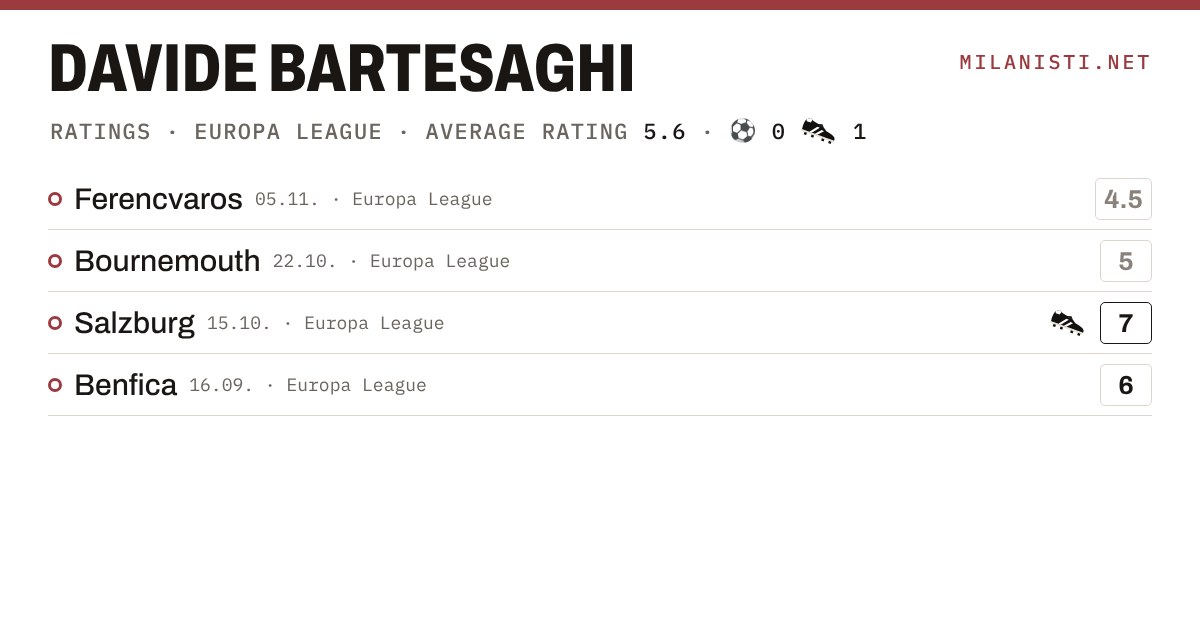 DAVIDE BARTESAGHI
MILANISTI.NET
RATINGS · EUROPA LEAGUE · AVERAGE RATING 5.6 · ⚽ 0 1
Ferencvaros 05.11. · Europa League 4.5
Bournemouth 22.10. · Europa League 5
Salzburg 15.10. · Europa League 7
Benfica 16.09. · Europa League 6